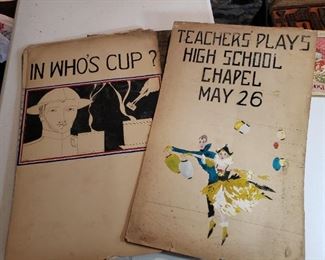 IN WHO'S CUP?
TEACHERS' PLAYS
HIGH SCHOOL
CHAPEL
MAY 26